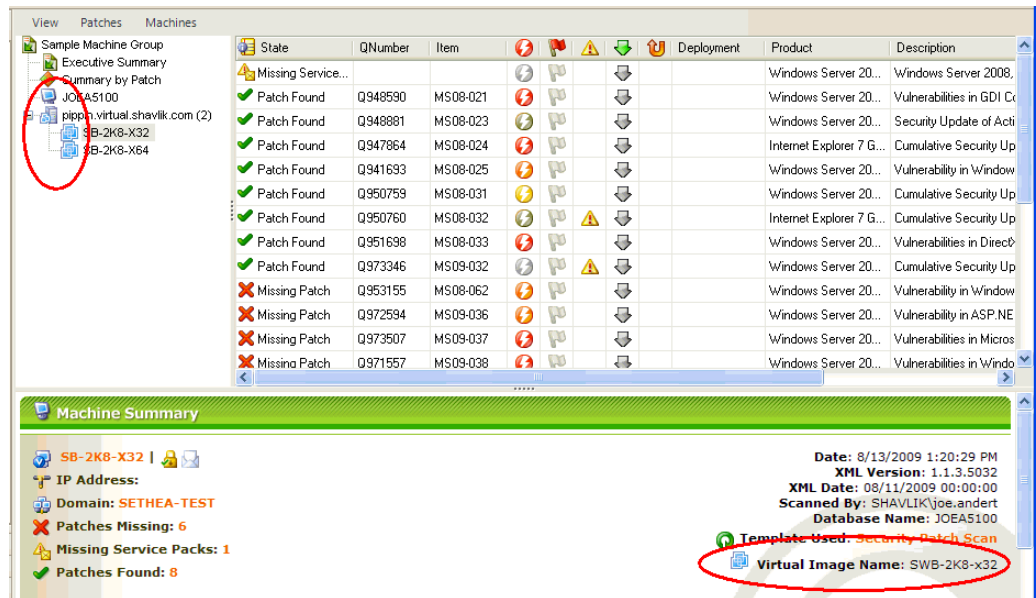 View Patches Machines
Sample Machine Group
Executive Summary
Summary by Patch
JOEA5100
pippin.virtual.shavlik.com (2)
SB-2K8-X32
SB-2K8-X64
State QNumber Item Deployment Product Description
Missing Service... Windows Server 20... Windows Server 2008,
Patch Found Q948590 MS08-021 Windows Server 20... Vulnerabilities in GDI Co
Patch Found Q948881 MS08-023 Windows Server 20... Security Update of Acti
Patch Found Q947864 MS08-024 Internet Explorer 7 G... Cumulative Security Up
Patch Found Q941693 MS08-025 Windows Server 20... Vulnerability in Window
Patch Found Q950759 MS08-031 Windows Server 20... Cumulative Security Up
Patch Found Q950760 MS08-032 Internet Explorer 7 G... Cumulative Security Up
Patch Found Q951698 MS08-033 Windows Server 20... Vulnerabilities in Direct
Patch Found Q973346 MS09-032 Windows Server 20... Cumulative Security Up
Missing Patch Q953155 MS08-062 Windows Server 20... Vulnerability in Window
Missing Patch Q972594 MS09-036 Windows Server 20... Vulnerability in ASP.NE
Missing Patch Q973507 MS09-037 Windows Server 20... Vulnerabilities in Micros
Missing Patch Q971557 MS09-038 Windows Server 20... Vulnerabilities in Windo
Machine Summary
SB-2K8-X32 |
IP Address:
Domain: SETHEA-TEST
Patches Missing: 6
Missing Service Packs: 1
Patches Found: 8
Date: 8/13/2009 1:20:29 PM
XML Version: 1.1.3.5032
XML Date: 08/11/2009 00:00:00
Scanned By: SHAVLIK\joe.andert
Database Name: JOEA5100
Template Used: Security Patch Scan
Virtual Image Name: SWB-2K8-x32